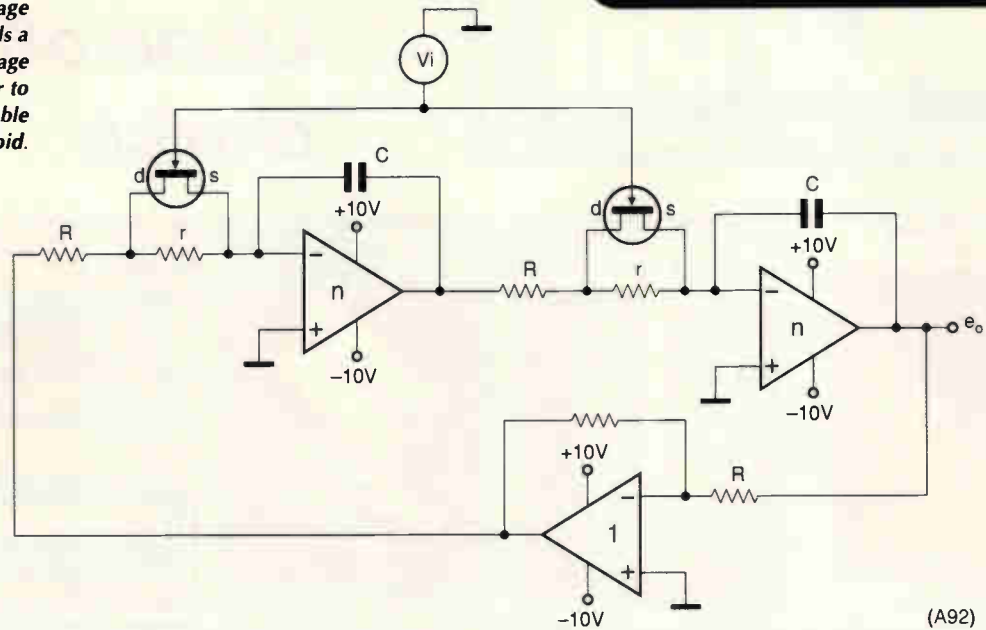 age
ls a
age
r to
ble
oid.
Vi
d
s
C
+10V
R
r
n
−10V
d
s
C
+10V
R
r
n
e₀
−10V
+10V
R
1
−10V
(A92)